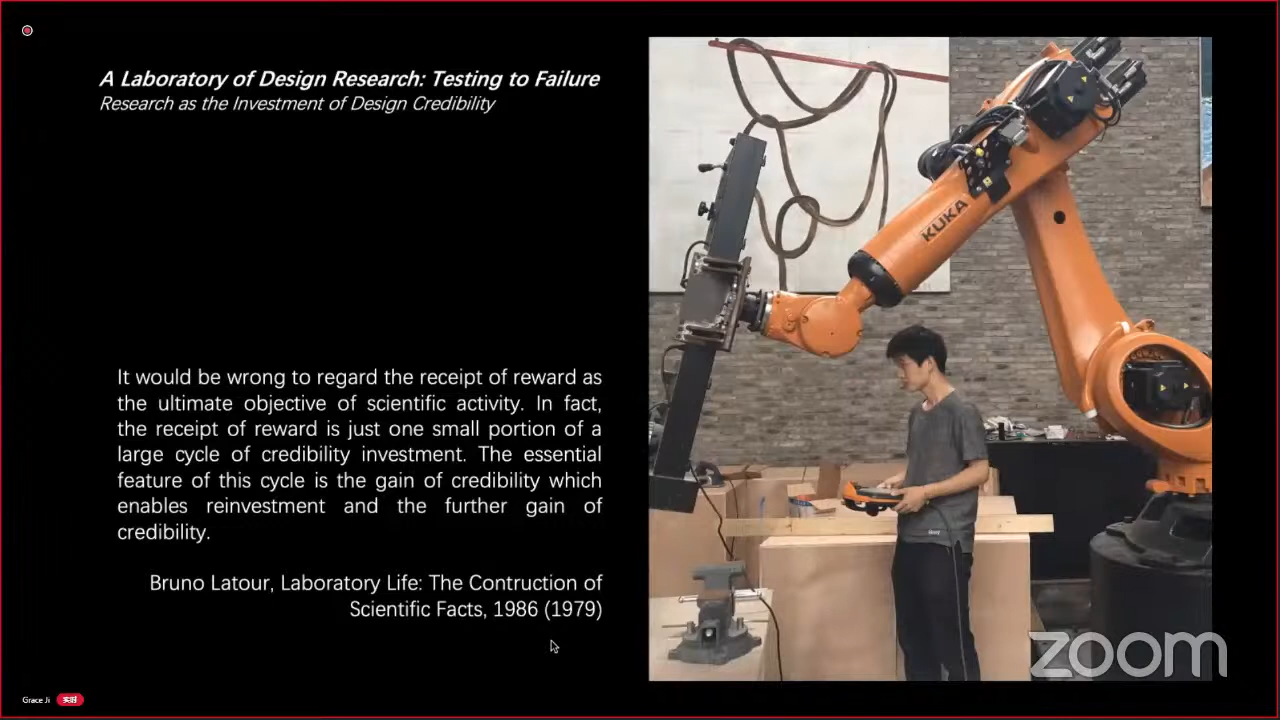 A Laboratory of Design Research: Testing to Failure
Research as the Investment of Design Credibility
It would be wrong to regard the receipt of reward as
the ultimate objective of scientific activity. In fact,
the receipt of reward is just one small portion of a
large cycle of credibility investment. The essential
feature of this cycle is the gain of credibility which
enables reinvestment and the further gain of
credibility.
Bruno Latour, Laboratory Life: The Contruction of
Scientific Facts, 1986 (1979)
KUKA
zoom
Grace Ji